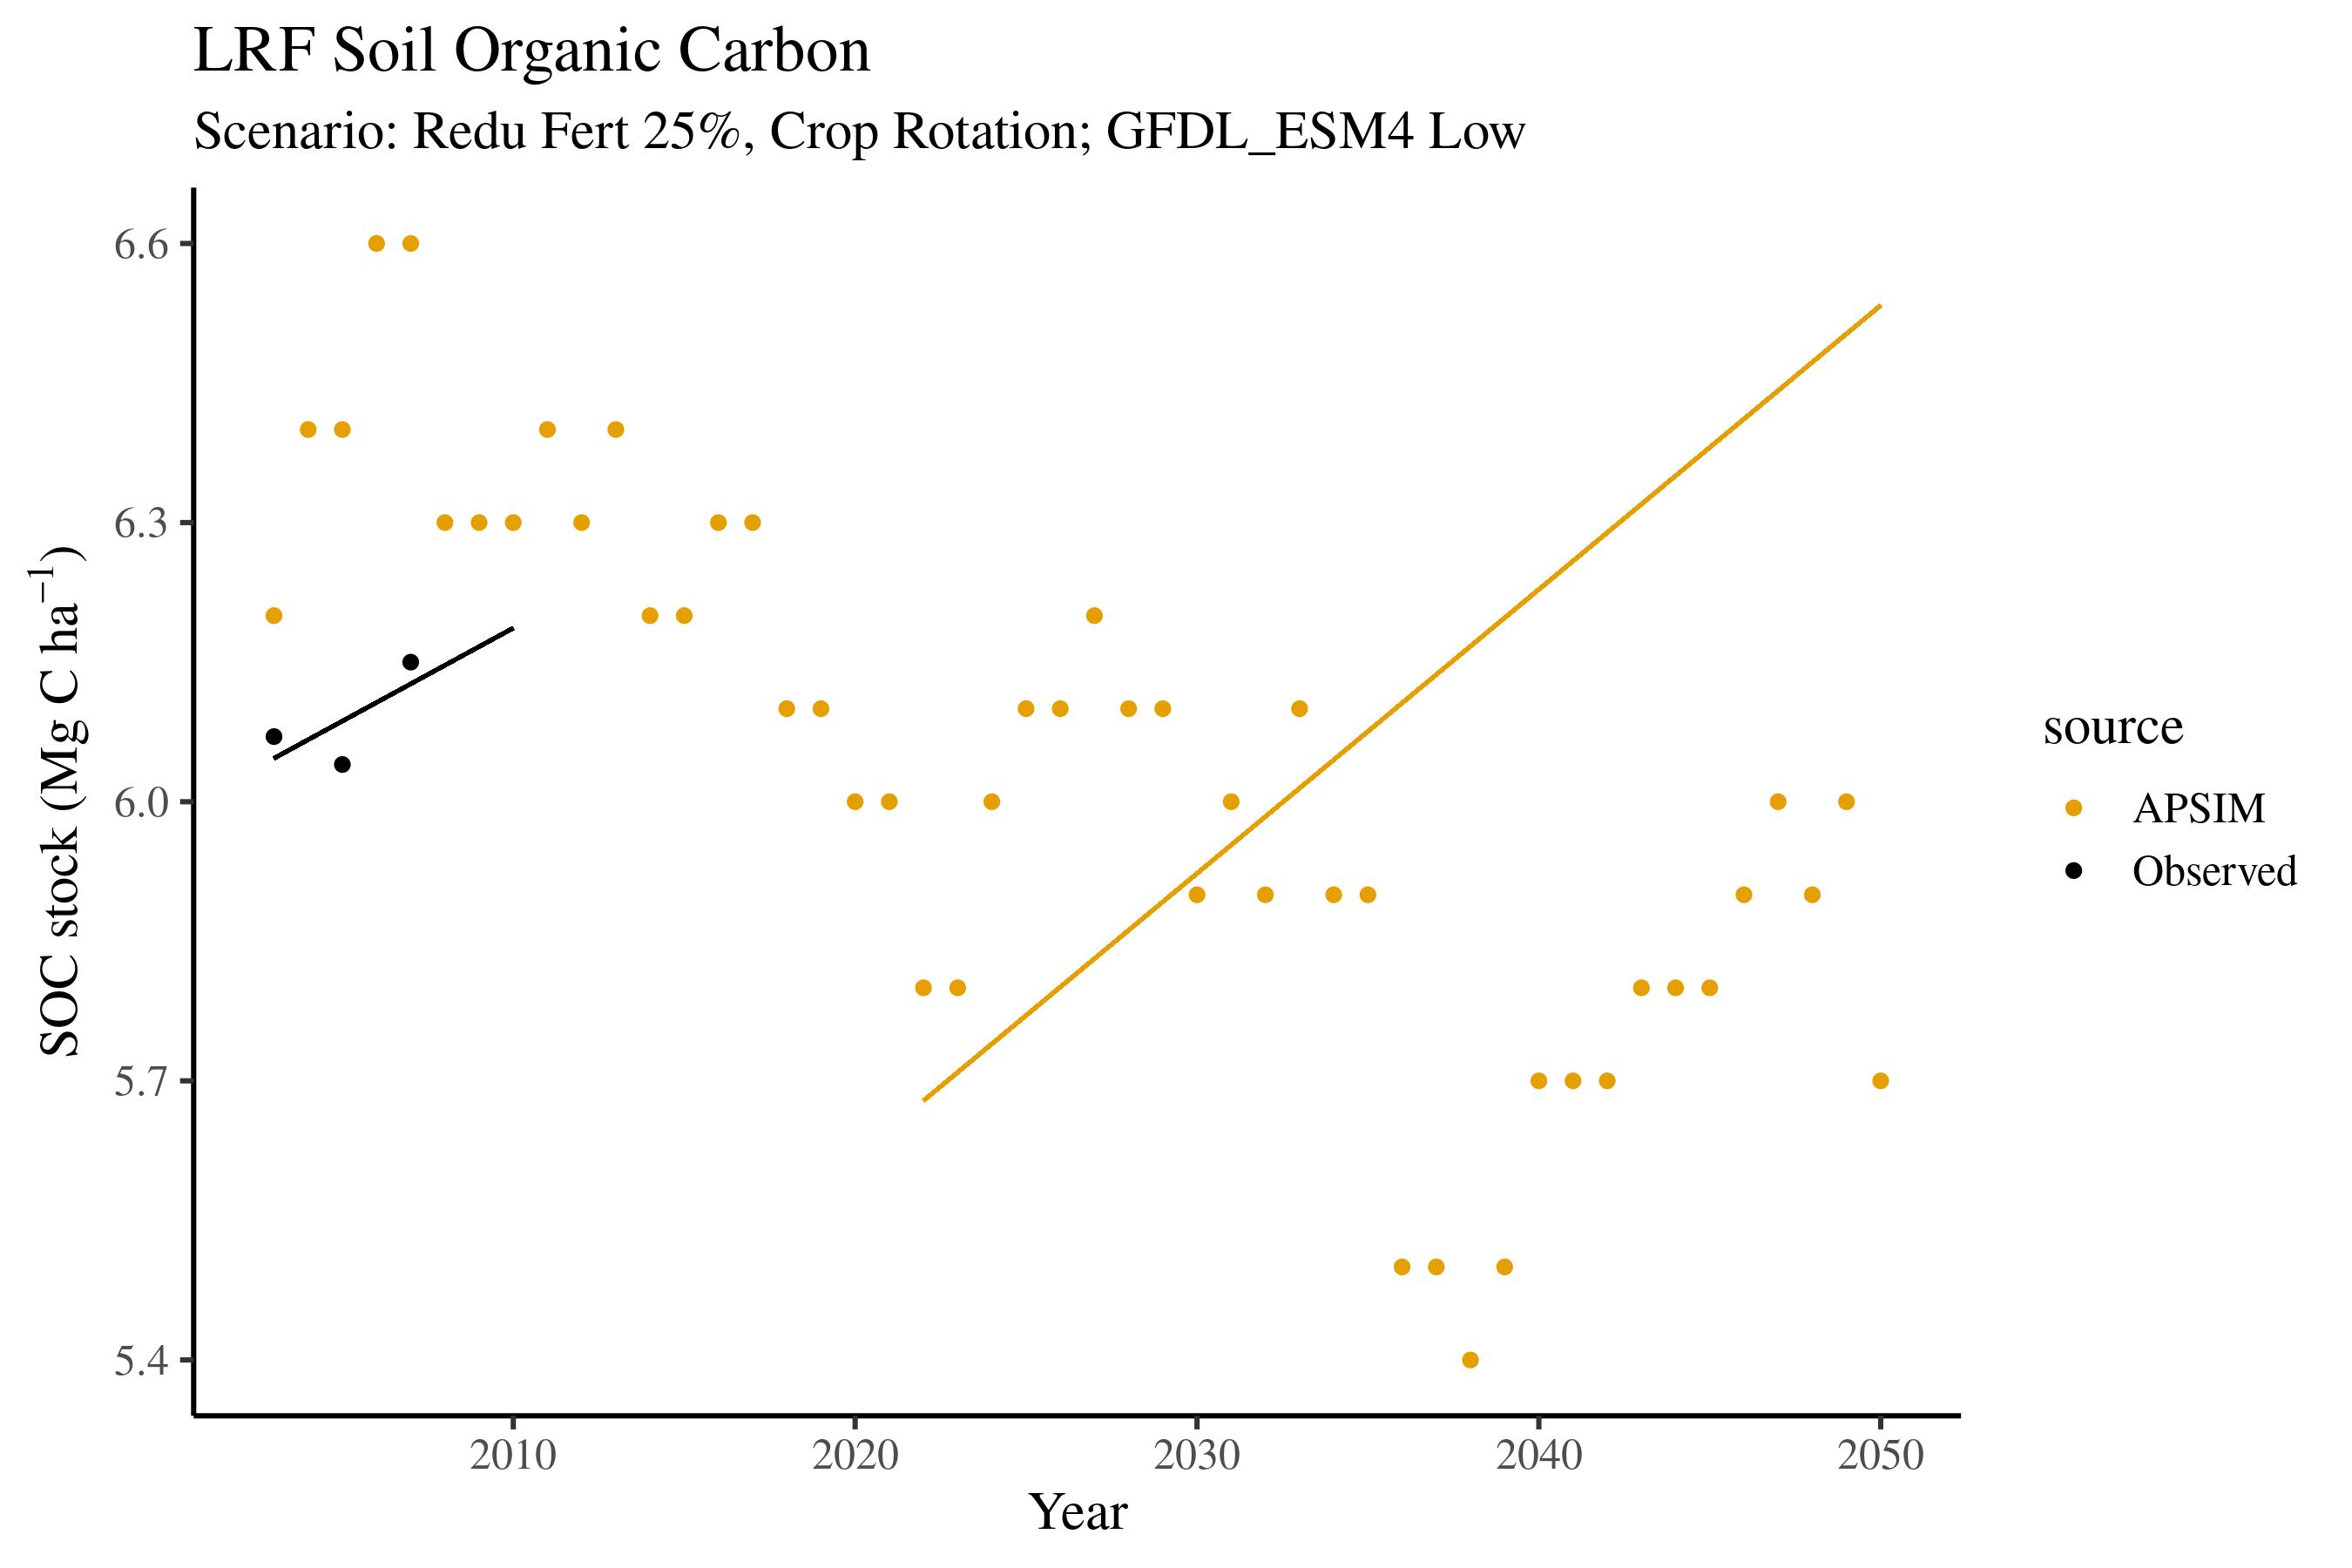 LRF Soil Organic Carbon
Scenario: Redu Fert 25%, Crop Rotation; GFDL_ESM4 Low
SOC stock (Mg C ha⁻¹)
6.6
6.3
6.0
5.7
5.4
2010 2020 2030 2040 2050
Year
source
APSIM
Observed